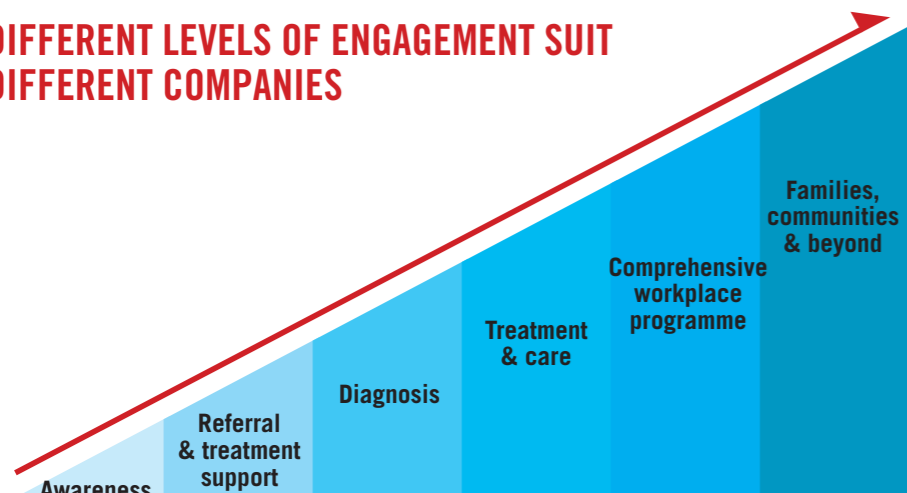 DIFFERENT LEVELS OF ENGAGEMENT SUIT
DIFFERENT COMPANIES
Awareness
Referral
& treatment
support
Diagnosis
Treatment
& care
Comprehensive
workplace
programme
Families,
communities
& beyond